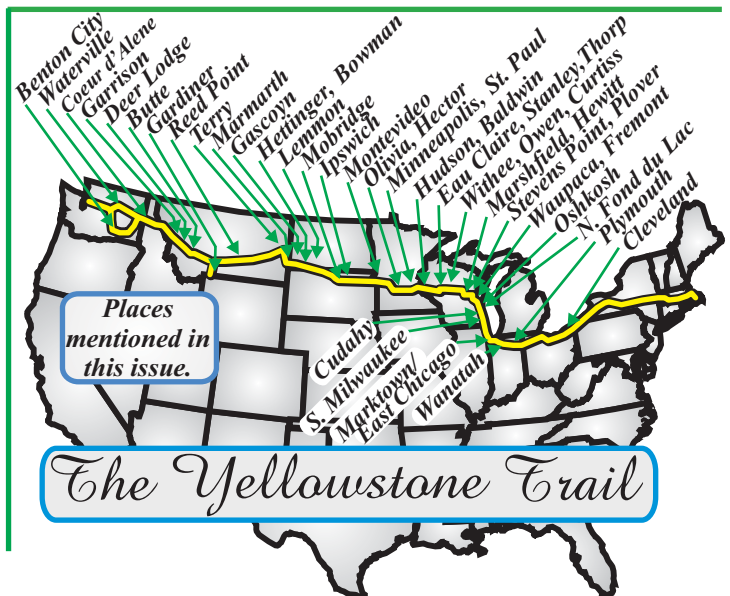 Benton City
Waterville
Coeur d'Alene
Garrison
Deer Lodge
Butte
Gardiner
Reed Point
Terry
Marmarth
Gascoyn
Hettinger, Bowman
Lemmon
Mobridge
Ipswich
Montevideo
Olivia, Hector
Minneapolis, St. Paul
Hudson, Baldwin
Eau Claire, Stanley,Thorp
Withee, Owen, Curtiss
Marshfield, Hewitt
Stevens Point, Plover
Waupaca, Fremont
Oshkosh
N. Fond du Lac
Plymouth
Cleveland
Places
mentioned in
this issue.
Cudahy
S. Milwaukee
Marktown/
East Chicago
Wanatah
The Yellowstone Trail